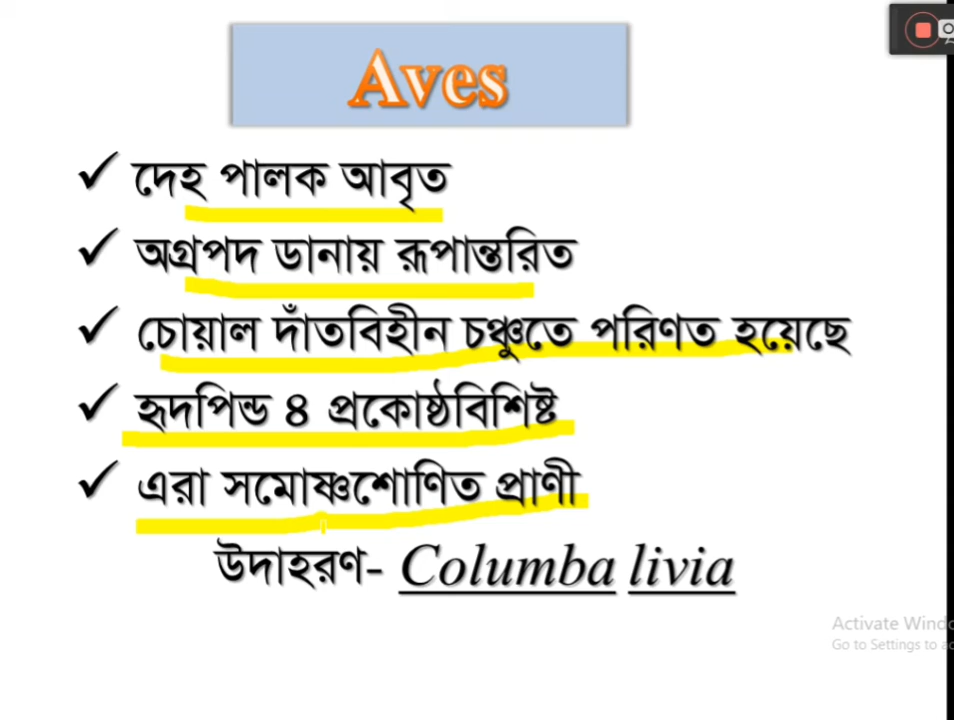 Aves
✓ দেহ পালক আবৃত
✓ অগ্রপদ ডানায় রূপান্তরিত
✓ চোয়াল দাঁতবিহীন চঞ্চুতে পরিণত হয়েছে
✓ হৃদপিন্ড ৪ প্রকোষ্ঠবিশিষ্ট
✓ এরা সমোষ্ণশোণিত প্রাণী
উদাহরণ- Columba livia
Activate
Go to Settings to